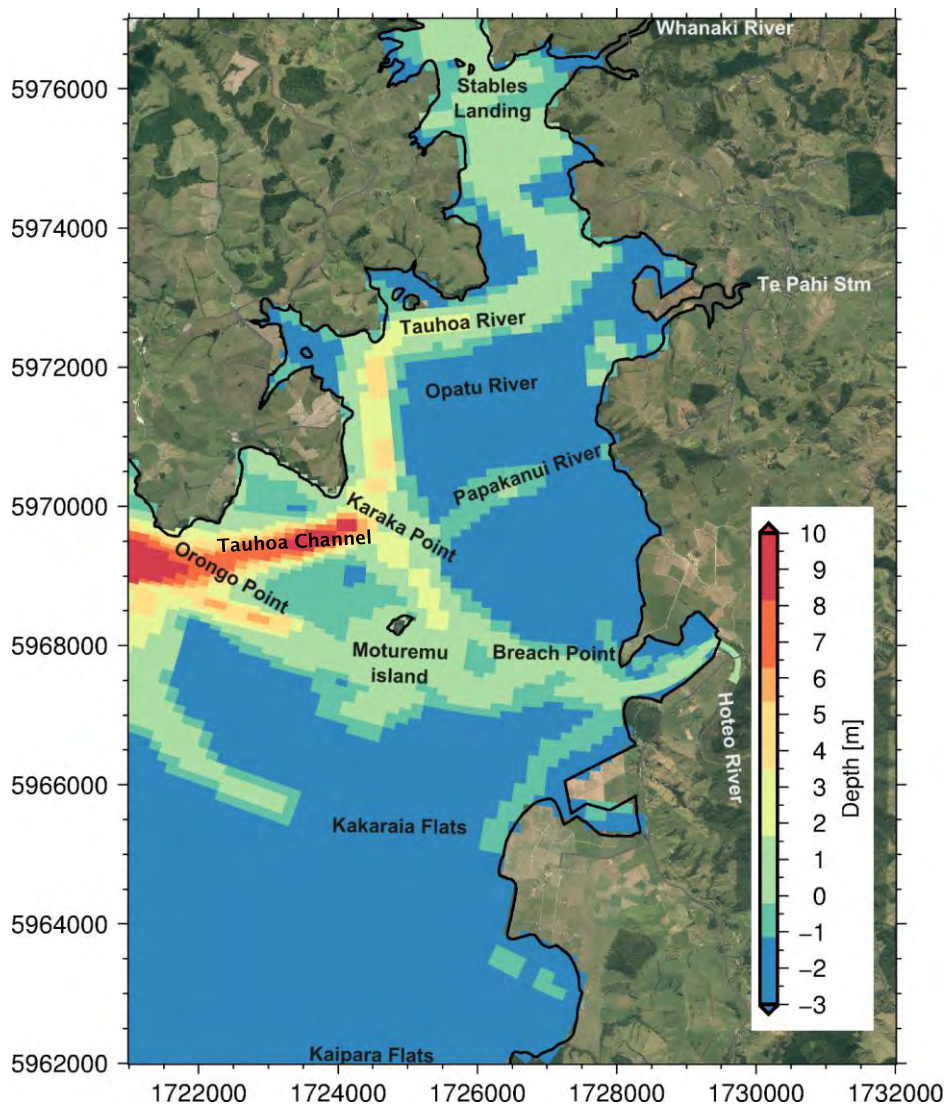 Whanaki River
5976000
Stables
Landing
5974000
Te Pahi Stm
Tauhoa River
5972000
Opatu River
Papakanui River
5970000
Karaka Point
Tauhoa Channel
Orongo Point
5968000
Moturemu
island
Breach Point
Hoteo River
5966000
Kakaraia Flats
5964000
Kaipara Flats
5962000
10
9
8
7
6
5
4
3
2
1
0
−1
−2
−3
Depth [m]
1722000 1724000 1726000 1728000 1730000 1732000